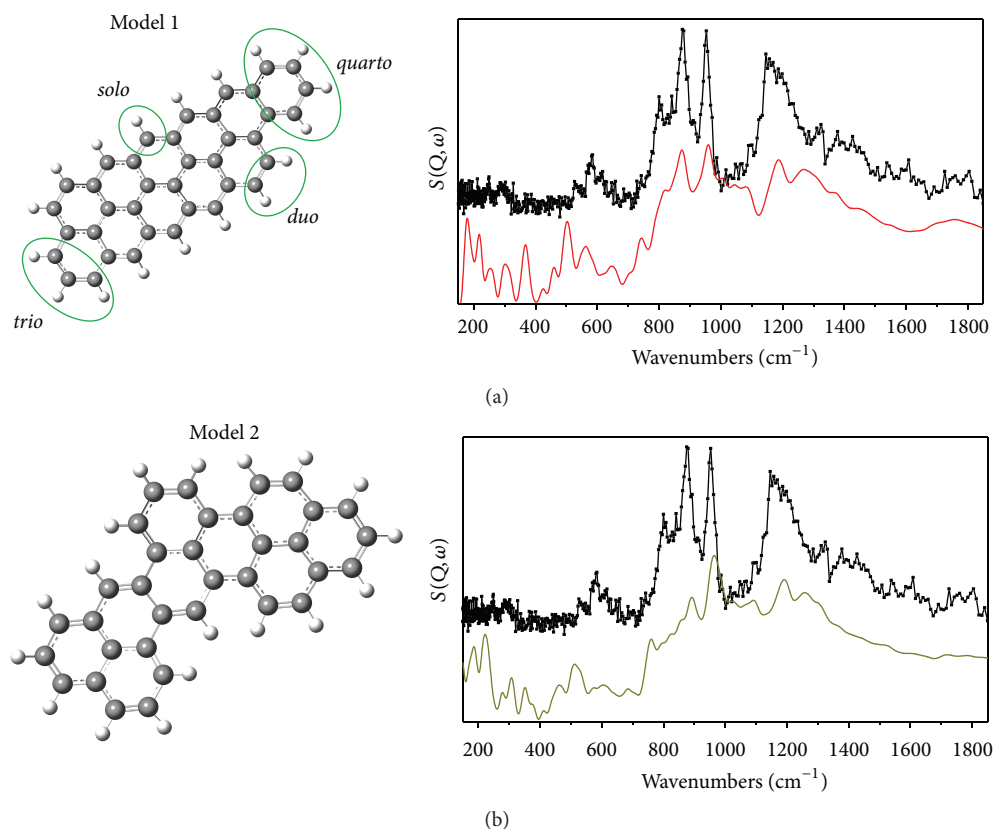 Model 1
solo
quarto
duo
trio
S(Q,ω)
200 400 600 800 1000 1200 1400 1600 1800
Wavenumbers (cm⁻¹)
(a)
Model 2
S(Q,ω)
200 400 600 800 1000 1200 1400 1600 1800
Wavenumbers (cm⁻¹)
(b)